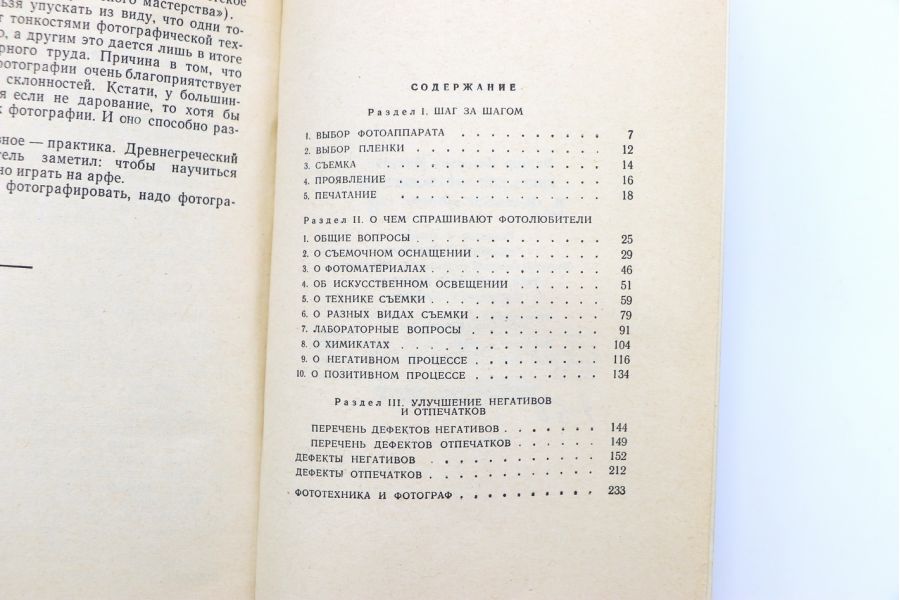 ного мастерства»).
ьзя упускать из виду, что одни то-
т тонкостями фотографической тех-
о, а другим это дается лишь в итоге
рного труда. Причина в том, что
фотографии очень благоприятствует
склонностей. Кстати, у большин-
я если не дарование, то хотя бы
к фотографии. И оно способно раз-
вное — практика. Древнегреческий
тель заметил: чтобы научиться
но играть на арфе.
фотографировать, надо фотогра-
СОДЕРЖАНИЕ
Раздел I. ШАГ ЗА ШАГОМ
1. ВЫБОР ФОТОАППАРАТА . . . . . . . . . 7
2. ВЫБОР ПЛЕНКИ . . . . . . . . . . . 12
3. СЪЕМКА . . . . . . . . . . . . 14
4. ПРОЯВЛЕНИЕ . . . . . . . . . . . 16
5. ПЕЧАТАНИЕ . . . . . . . . . . . 18
Раздел II. О ЧЕМ СПРАШИВАЮТ ФОТОЛЮБИТЕЛИ
1. ОБЩИЕ ВОПРОСЫ . . . . . . . . . . 25
2. О СЪЕМОЧНОМ ОСНАЩЕНИИ . . . . . . . 29
3. О ФОТОМАТЕРИАЛАХ . . . . . . . . . 46
4. ОБ ИСКУССТВЕННОМ ОСВЕЩЕНИИ . . . . . 51
5. О ТЕХНИКЕ СЪЕМКИ . . . . . . . . . 59
6. О РАЗНЫХ ВИДАХ СЪЕМКИ . . . . . . . 79
7. ЛАБОРАТОРНЫЕ ВОПРОСЫ . . . . . . . 91
8. О ХИМИКАТАХ . . . . . . . . . . . 104
9. О НЕГАТИВНОМ ПРОЦЕССЕ . . . . . . . 116
10. О ПОЗИТИВНОМ ПРОЦЕССЕ . . . . . . . 134
Раздел III. УЛУЧШЕНИЕ НЕГАТИВОВ
И ОТПЕЧАТКОВ
ПЕРЕЧЕНЬ ДЕФЕКТОВ НЕГАТИВОВ . . . . . . 144
ПЕРЕЧЕНЬ ДЕФЕКТОВ ОТПЕЧАТКОВ . . . . . 149
ДЕФЕКТЫ НЕГАТИВОВ . . . . . . . . . 152
ДЕФЕКТЫ ОТПЕЧАТКОВ . . . . . . . . . 212
ФОТОТЕХНИКА И ФОТОГРАФ . . . . . . . . 233